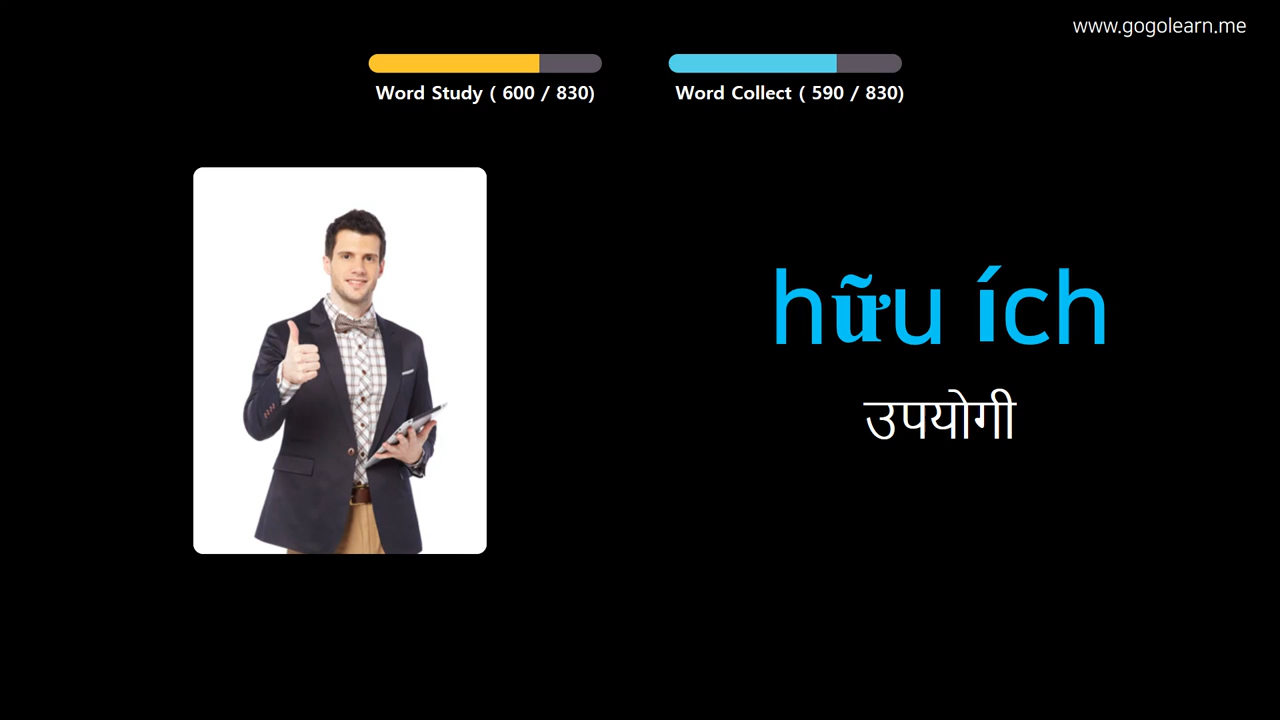 www.gogolearn.me
Word Study ( 600 / 830)
Word Collect ( 590 / 830)
hữu ích
उपयोगी